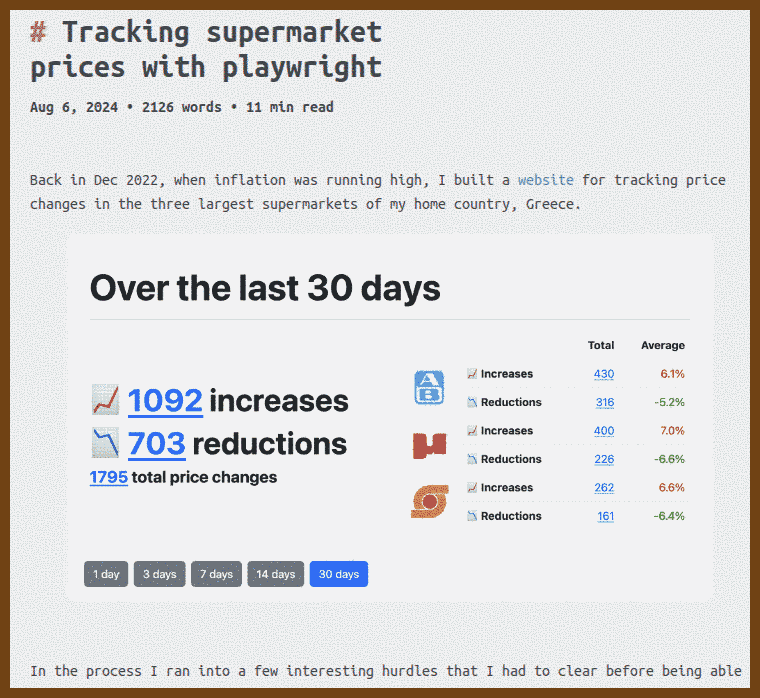 # Tracking supermarket
prices with playwright
Aug 6, 2024 • 2126 words • 11 min read
Back in Dec 2022, when inflation was running high, I built a website for tracking price
changes in the three largest supermarkets of my home country, Greece.
Over the last 30 days
Total Average
1092 increases
703 reductions
1795 total price changes
AB
Increases 430 6.1%
Reductions 316 -5.2%
Increases 400 7.0%
Reductions 226 -6.6%
Increases 262 6.6%
Reductions 161 -6.4%
1 day 3 days 7 days 14 days 30 days
In the process I ran into a few interesting hurdles that I had to clear before being able